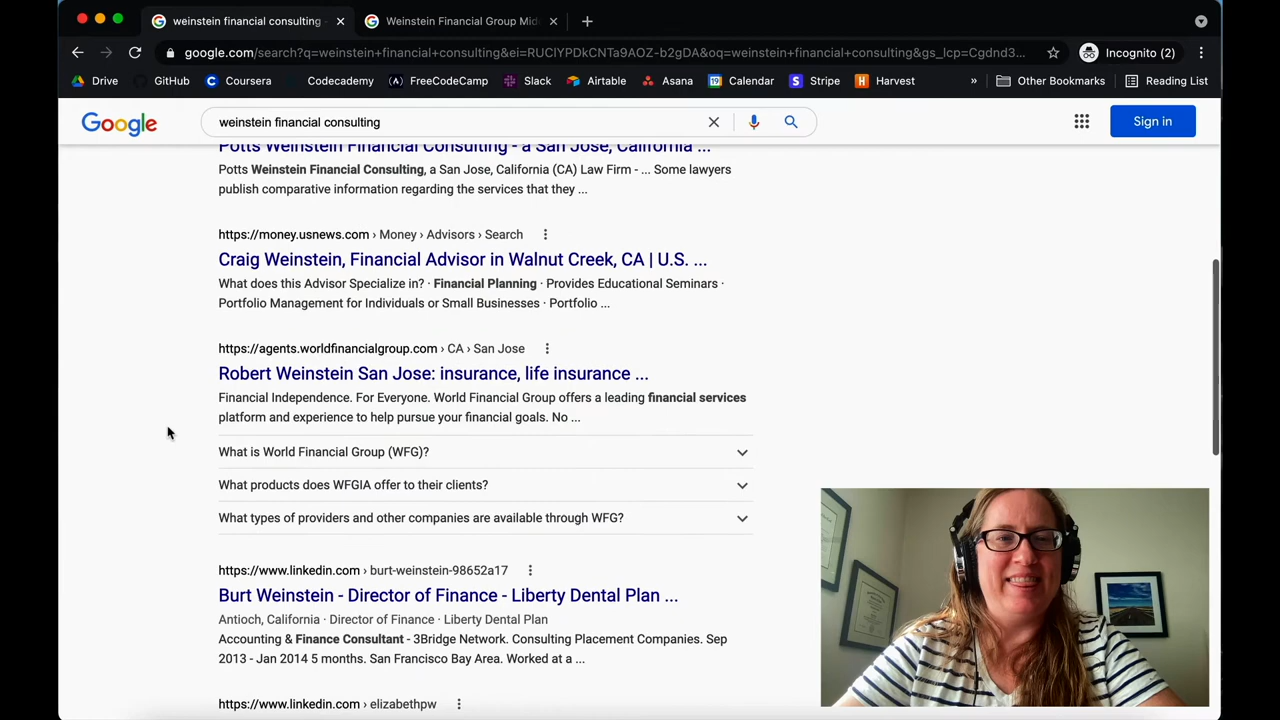 weinstein financial consulting
Weinstein Financial Group Mid
google.com/search?q=weinstein+financial+consulting&ei=RUCIYPDkCNTa9AOZ-b2gDA&oq=weinstein+financial+consulting&gs_lcp=Cgdnd3...
Incognito (2)
Drive GitHub Coursera Codecademy FreeCodeCamp Slack Airtable Asana Calendar Stripe Harvest » Other Bookmarks Reading List
Google weinstein financial consulting Sign in
Potts Weinstein Financial Consulting - a San Jose, California ...
Potts Weinstein Financial Consulting, a San Jose, California (CA) Law Firm - ... Some lawyers
publish comparative information regarding the services that they ...
https://money.usnews.com › Money › Advisors › Search
Craig Weinstein, Financial Advisor in Walnut Creek, CA | U.S. ...
What does this Advisor Specialize in? · Financial Planning · Provides Educational Seminars ·
Portfolio Management for Individuals or Small Businesses · Portfolio ...
https://agents.worldfinancialgroup.com › CA › San Jose
Robert Weinstein San Jose: insurance, life insurance ...
Financial Independence. For Everyone. World Financial Group offers a leading financial services
platform and experience to help pursue your financial goals. No ...
What is World Financial Group (WFG)?
What products does WFGIA offer to their clients?
What types of providers and other companies are available through WFG?
https://www.linkedin.com › burt-weinstein-98652a17
Burt Weinstein - Director of Finance - Liberty Dental Plan ...
Antioch, California · Director of Finance · Liberty Dental Plan
Accounting & Finance Consultant - 3Bridge Network. Consulting Placement Companies. Sep
2013 - Jan 2014 5 months. San Francisco Bay Area. Worked at a ...
https://www.linkedin.com › elizabethpw